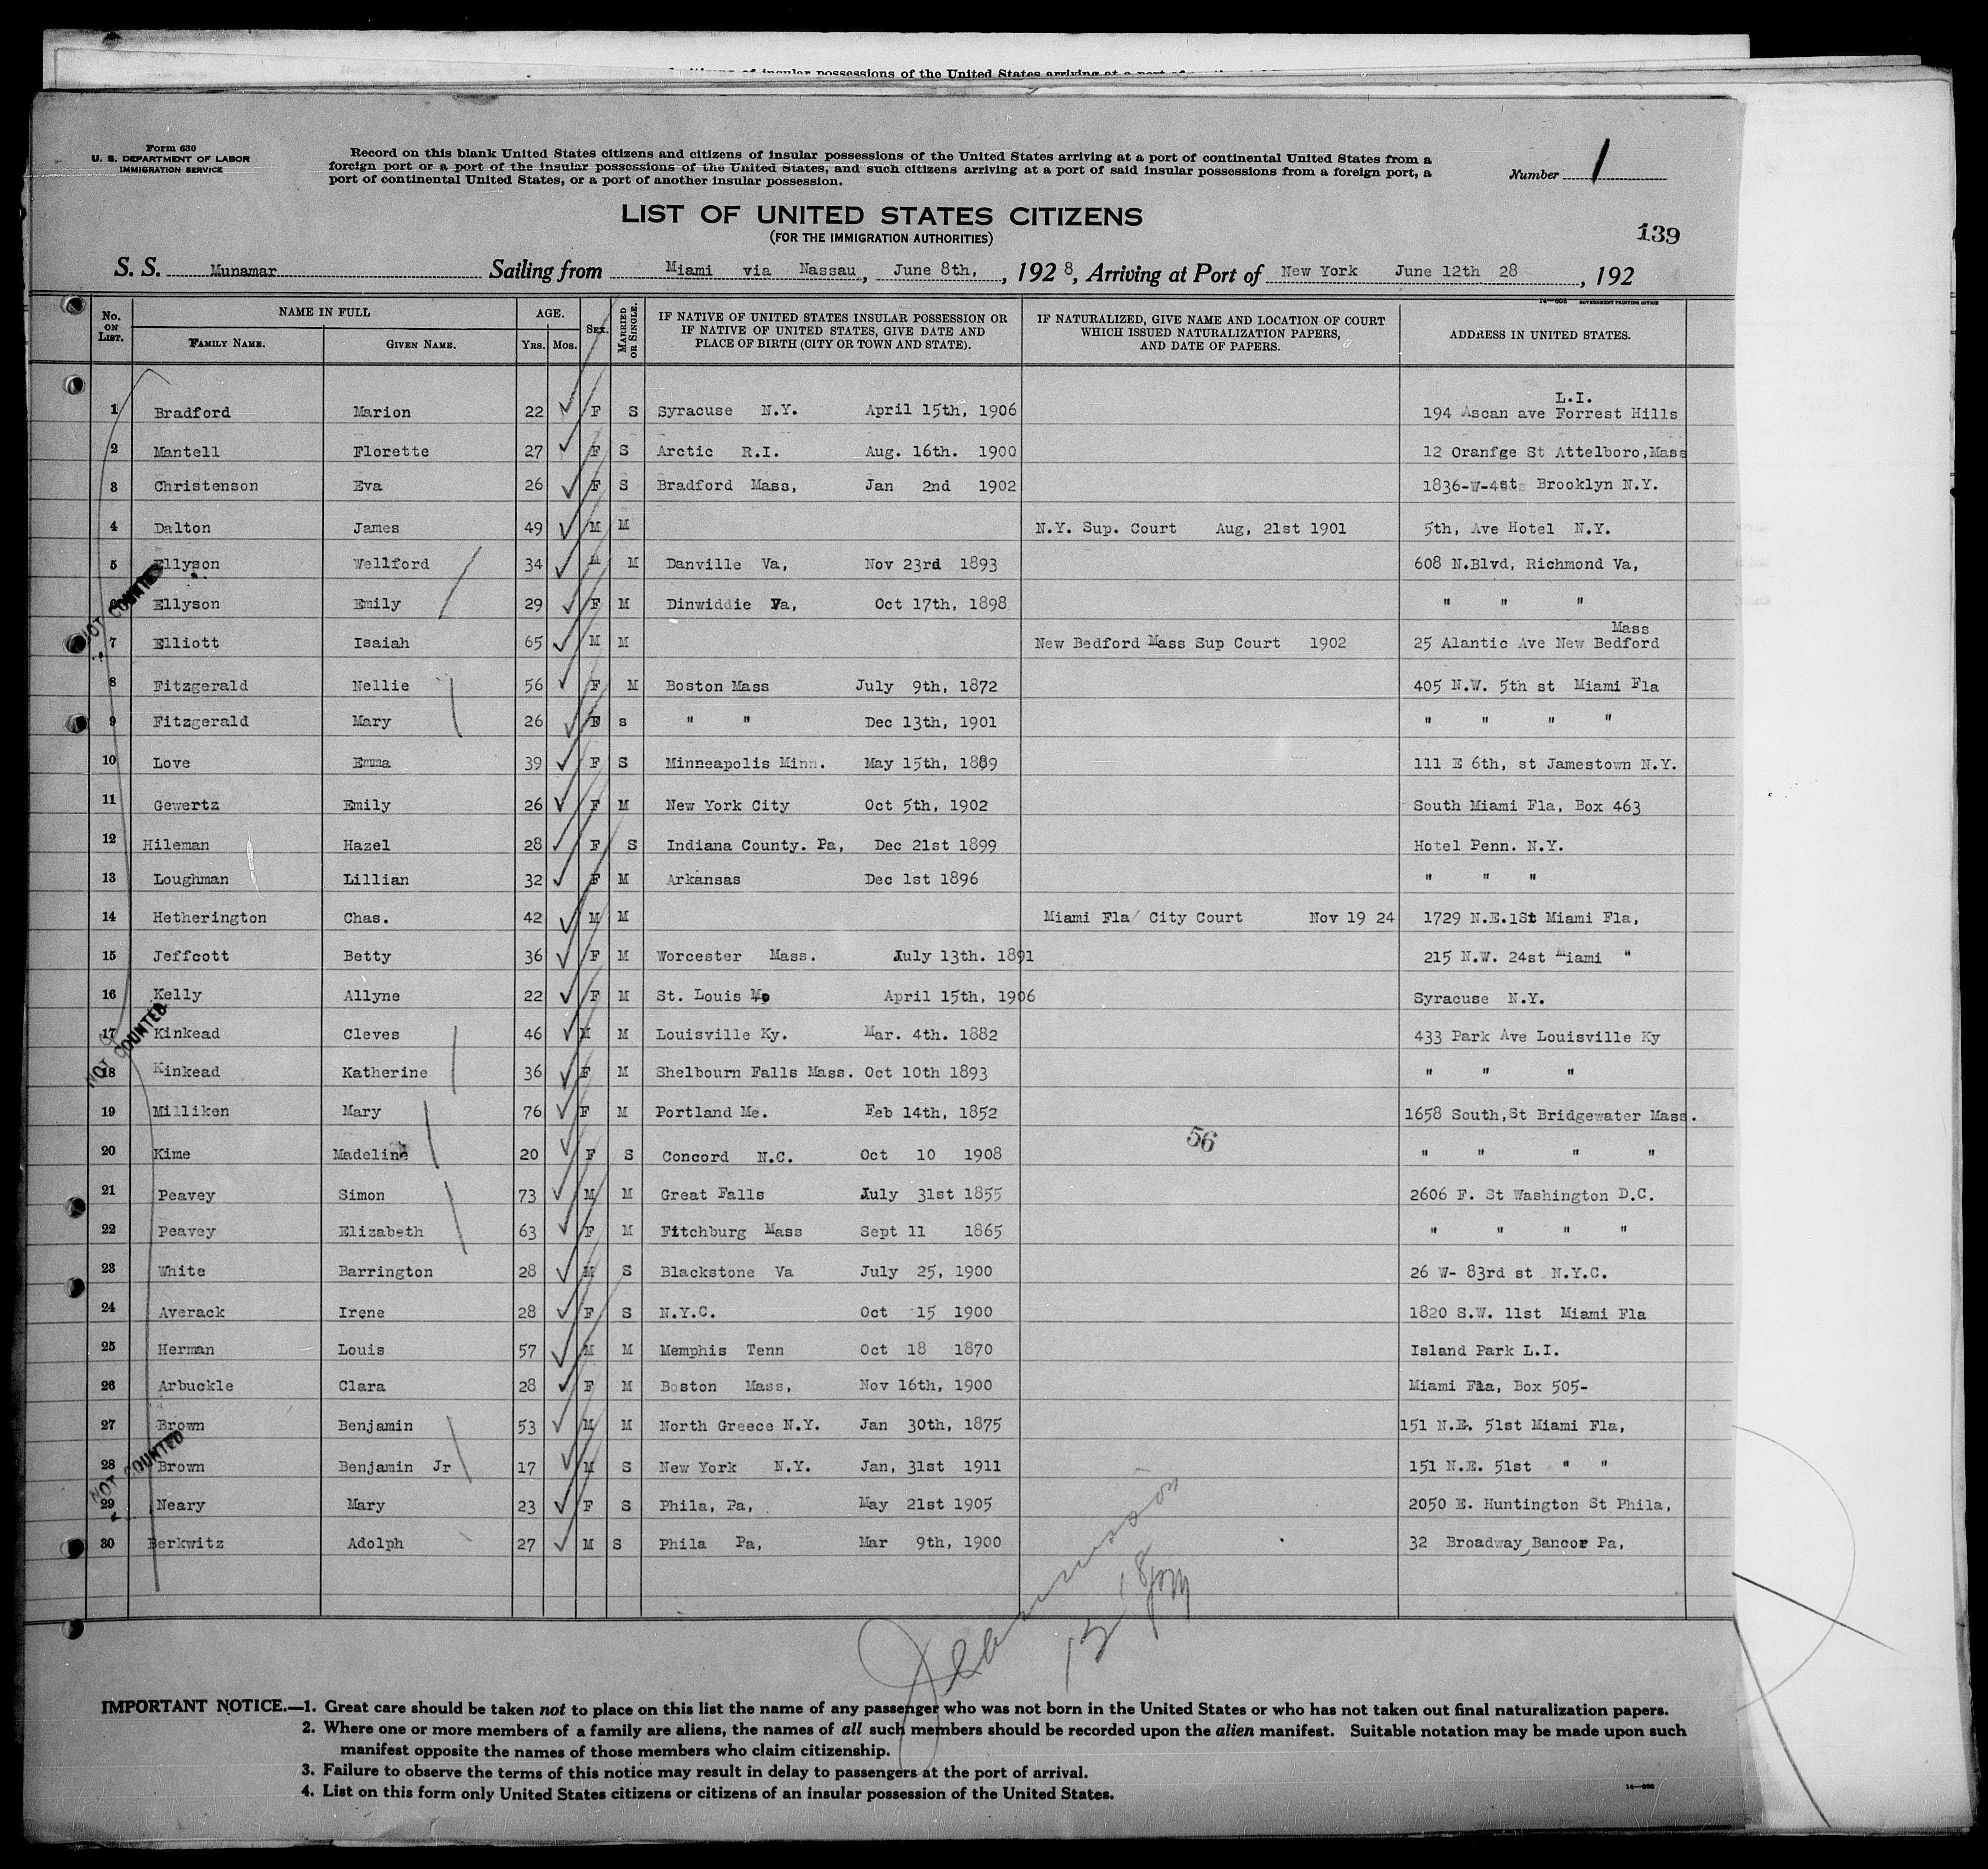 itizens of insular possessions of the United States arriving at a port of
Form 630
U. S. DEPARTMENT OF LABOR
IMMIGRATION SERVICE
Record on this blank United States citizens and citizens of insular possessions of the United States arriving at a port of continental United States from a
foreign port or a port of the insular possessions of the United States, and such citizens arriving at a port of said insular possessions from a foreign port, a
port of continental United States, or a port of another insular possession.
Number 1
LIST OF UNITED STATES CITIZENS
(FOR THE IMMIGRATION AUTHORITIES)
139
S. S. Munamar Sailing from Miami via Nassau, June 8th, , 192 8, Arriving at Port of New York June 12th 28 , 192
14—608 GOVERNMENT PRINTING OFFICE
No. ON LIST. NAME IN FULL AGE. SEX. MARRIED OR SINGLE. IF NATIVE OF UNITED STATES INSULAR POSSESSION OR IF NATIVE OF UNITED STATES, GIVE DATE AND PLACE OF BIRTH (CITY OR TOWN AND STATE). IF NATURALIZED, GIVE NAME AND LOCATION OF COURT WHICH ISSUED NATURALIZATION PAPERS, AND DATE OF PAPERS. ADDRESS IN UNITED STATES.
FAMILY NAME. GIVEN NAME. YRS. MOS.
L.I.
1 Bradford Marion 22 F S Syracuse N.Y. April 15th, 1906 194 Ascan ave Forrest Hills
2 Mantell Florette 27 F S Arctic R.I. Aug. 16th. 1900 12 Oranfge St Attelboro,Mass
3 Christenson Eva 26 F S Bradford Mass, Jan 2nd 1902 1836-W-4st Brooklyn N.Y.
4 Dalton James 49 M M N.Y. Sup. Court Aug, 21st 1901 5th, Ave Hotel N.Y.
5 Ellyson Wellford 34 M M Danville Va, Nov 23rd 1893 608 N.Blvd, Richmond Va,
NOT COUNTED
6 Ellyson Emily 29 F M Dinwiddie Va, Oct 17th, 1898 " " "
Mass
7 Elliott Isaiah 65 M M New Bedford Mass Sup Court 1902 25 Alantic Ave New Bedford
8 Fitzgerald Nellie 56 F M Boston Mass July 9th, 1872 405 N.W. 5th st Miami Fla
9 Fitzgerald Mary 26 F s " " Dec 13th, 1901 " " " "
10 Love Emma 39 F S Minneapolis Minn. May 15th, 1889 111 E 6th, st Jamestown N.Y.
11 Gewertz Emily 26 F M New York City Oct 5th, 1902 South Miami Fla, Box 463
12 Hileman Hazel 28 F S Indiana County. Pa, Dec 21st 1899 Hotel Penn. N.Y.
13 Loughman Lillian 32 F M Arkansas Dec 1st 1896 " " "
14 Hetherington Chas. 42 M M Miami Fla City Court Nov 19 24 1729 N.E.1St Miami Fla,
15 Jeffcott Betty 36 F M Worcester Mass. July 13th. 1891 215 N.W. 24st Miami "
16 Kelly Allyne 22 F M St. Louis Mo April 15th, 1906 Syracuse N.Y.
17 Kinkead Cleves 46 M M Louisville Ky. Mar. 4th. 1882 433 Park Ave Louisville Ky
NOT COUNTED
18 Kinkead Katherine 36 F M Shelbourn Falls Mass. Oct 10th 1893 " " "
19 Milliken Mary 76 F M Portland Me. Feb 14th, 1852 1658 South,St Bridgewater Mass.
56
20 Kime Madeline 20 F S Concord N.C. Oct 10 1908 " " " "
21 Peavey Simon 73 M M Great Falls July 31st 1855 2606 F. St Washington D.C.
22 Peavey Elizabeth 63 F M Fitchburg Mass Sept 11 1865 " " " "
23 White Barrington 28 M S Blackstone Va July 25, 1900 26 W- 83rd st N.Y.C.
24 Averack Irene 28 F S N.Y.C. Oct 15 1900 1820 S.W. 11st Miami Fla
25 Herman Louis 57 M M Memphis Tenn Oct 18 1870 Island Park L.I.
26 Arbuckle Clara 28 F M Boston Mass, Nov 16th, 1900 Miami Fla, Box 505-
27 Brown Benjamin 53 M M North Greece N.Y. Jan 30th, 1875 151 N.E. 51st Miami Fla,
28 Brown Benjamin Jr 17 M S New York N.Y. Jan, 31st 1911 151 N.E. 51st " "
NOT COUNTED
29 Neary Mary 23 F S Phila, Pa, May 21st 1905 2050 E. Huntington St Phila,
30 Berkwitz Adolph 27 M S Phila Pa, Mar 9th, 1900 32 Broadway,Bancor Pa,
IMPORTANT NOTICE.—1. Great care should be taken not to place on this list the name of any passenger who was not born in the United States or who has not taken out final naturalization papers.
2. Where one or more members of a family are aliens, the names of all such members should be recorded upon the alien manifest. Suitable notation may be made upon such
manifest opposite the names of those members who claim citizenship.
3. Failure to observe the terms of this notice may result in delay to passengers at the port of arrival.
4. List on this form only United States citizens or citizens of an insular possession of the United States.